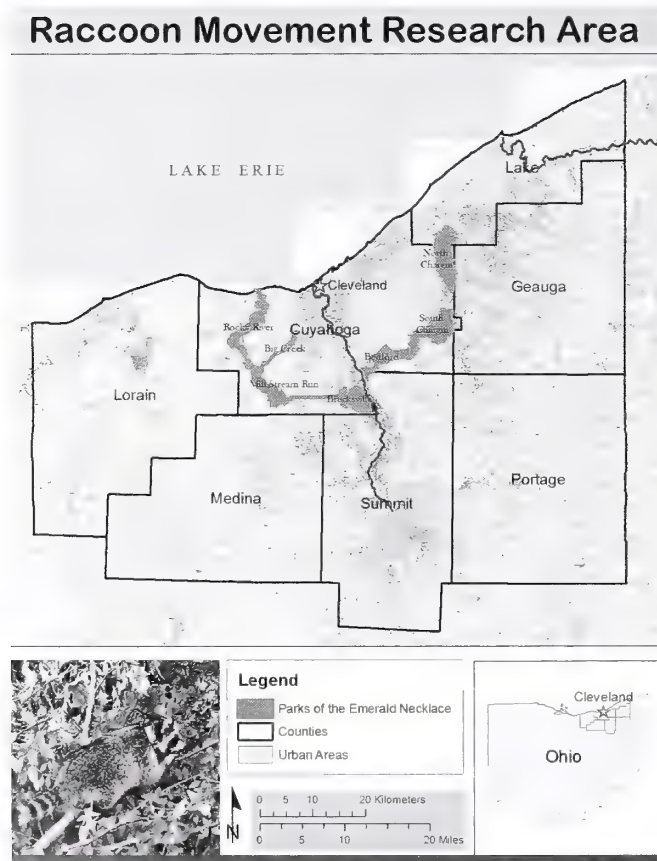 Raccoon Movement Research Area
LAKE ERIE
Lake
North
Chagrin
Cleveland
Geauga
South
Chagrin
Rocky River
Cuyahoga
Big Creek
Bedford
Mill Stream Run
Brecksville
Lorain
Medina
Summit
Portage
Legend
Parks of the Emerald Necklace
Counties
Urban Areas
Cleveland
Ohio
N
0 5 10 20 Kilometers
0 5 10 20 Miles